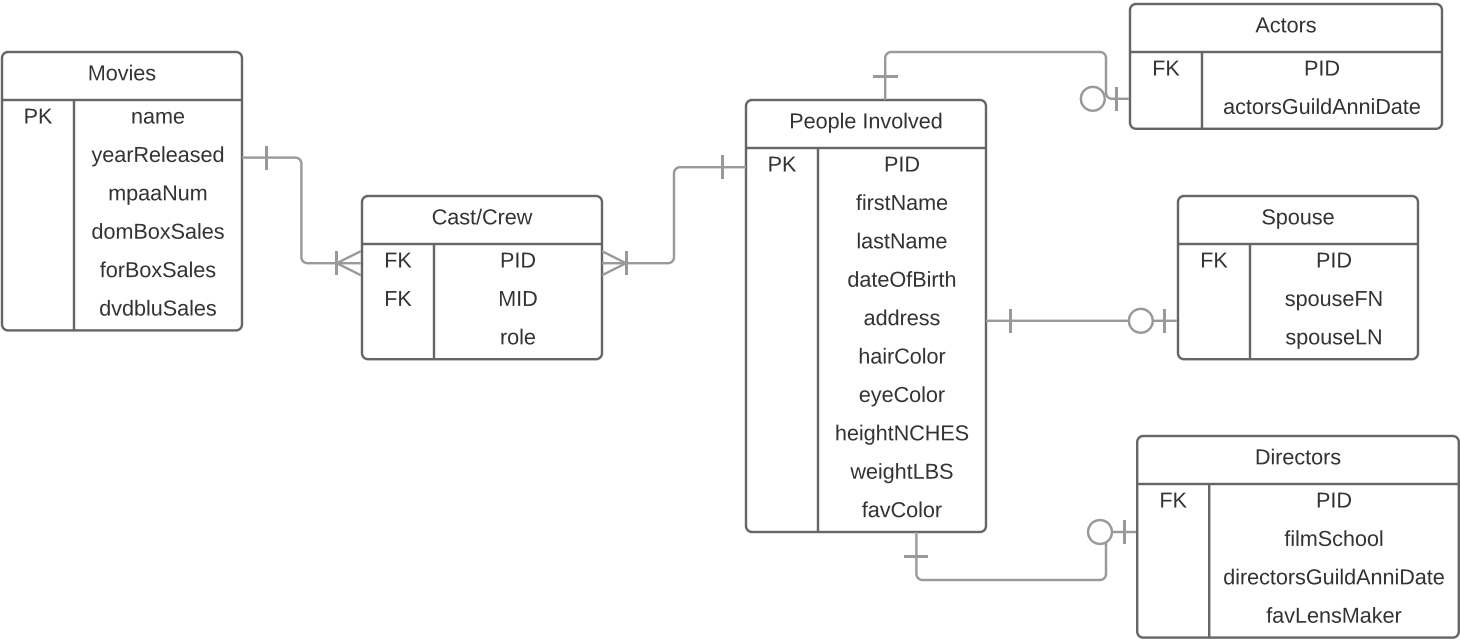 Movies
PK name
yearReleased
mpaaNum
domBoxSales
forBoxSales
dvdbluSales
Cast/Crew
FK PID
FK MID
role
People Involved
PK PID
firstName
lastName
dateOfBirth
address
hairColor
eyeColor
heightNCHES
weightLBS
favColor
Actors
FK PID
actorsGuildAnniDate
Spouse
FK PID
spouseFN
spouseLN
Directors
FK PID
filmSchool
directorsGuildAnniDate
favLensMaker